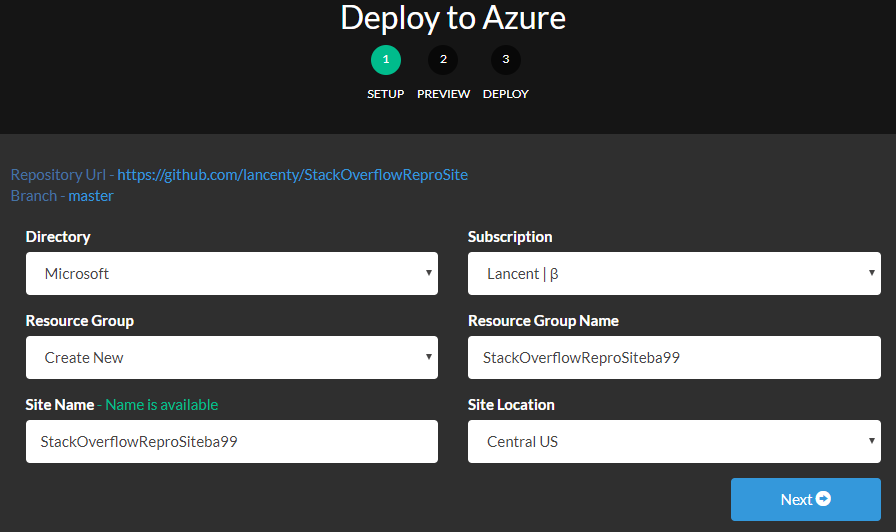 Deploy to Azure
1 2 3
SETUP PREVIEW DEPLOY
Repository Url - https://github.com/lancenty/StackOverflowReproSite
Branch - master
Directory Subscription
Microsoft Lancent | β
Resource Group Resource Group Name
Create New StackOverflowReproSiteba99
Site Name - Name is available Site Location
StackOverflowReproSiteba99 Central US
Next